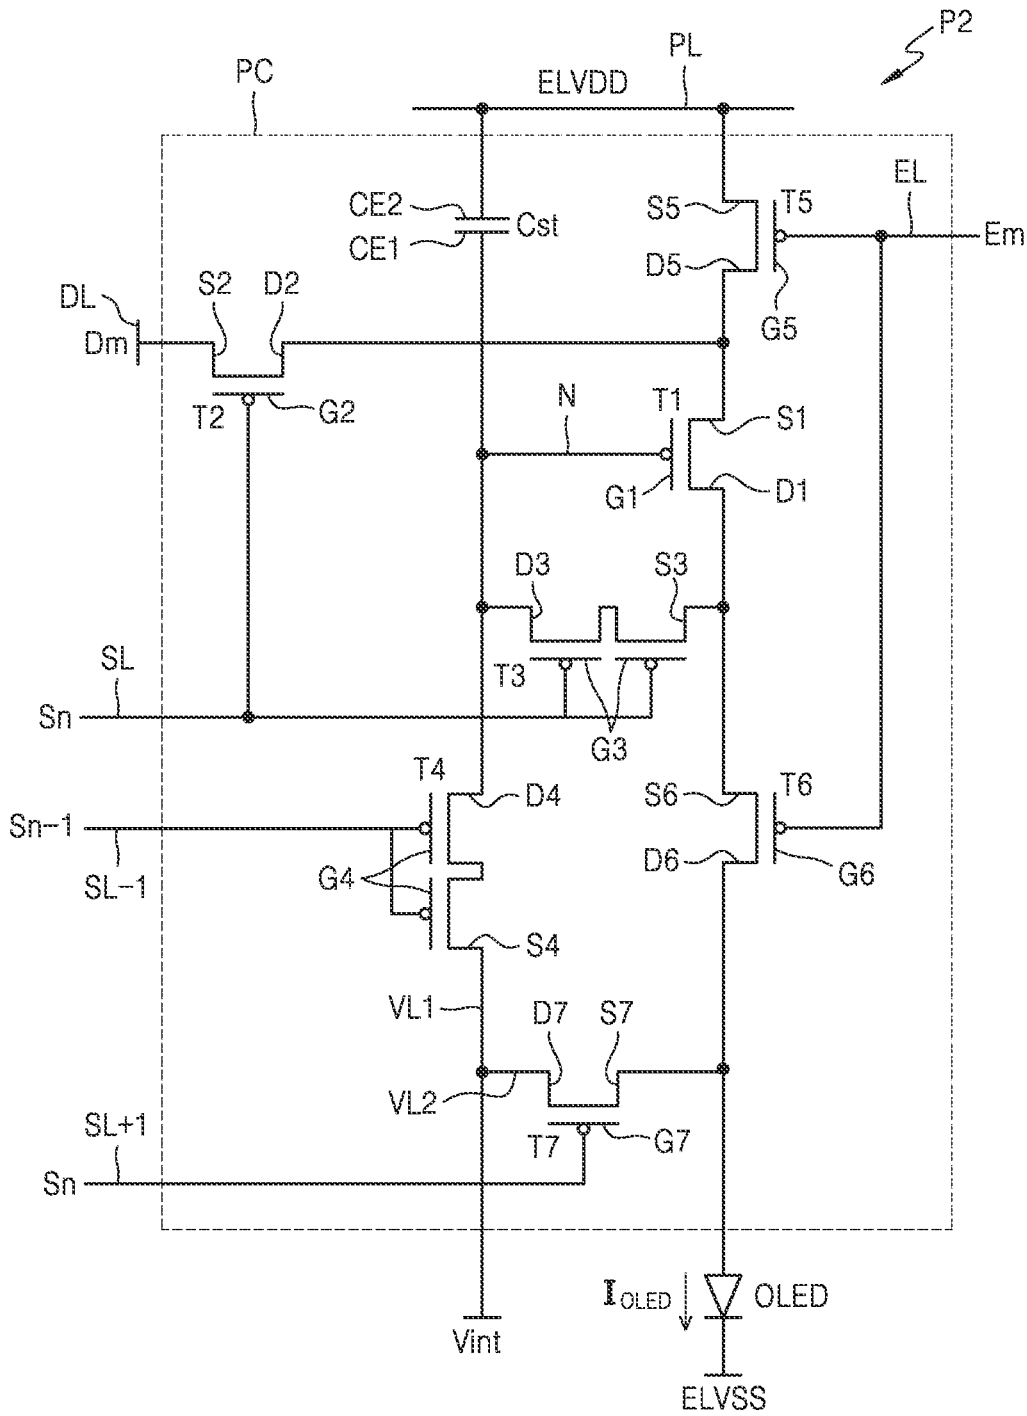 P2
PL
PC
ELVDD
EL
CE2
Cst
CE1
S5
T5
Em
D5
G5
S2
D2
DL
Dm
N
T1
S1
T2
G2
G1
D1
D3
S3
SL
T3
Sn
G3
T4
D4
S6
T6
Sn-1
SL-1
G4
D6
G6
S4
VL1
D7
S7
VL2
SL+1
T7
G7
Sn
I OLED
OLED
Vint
ELVSS